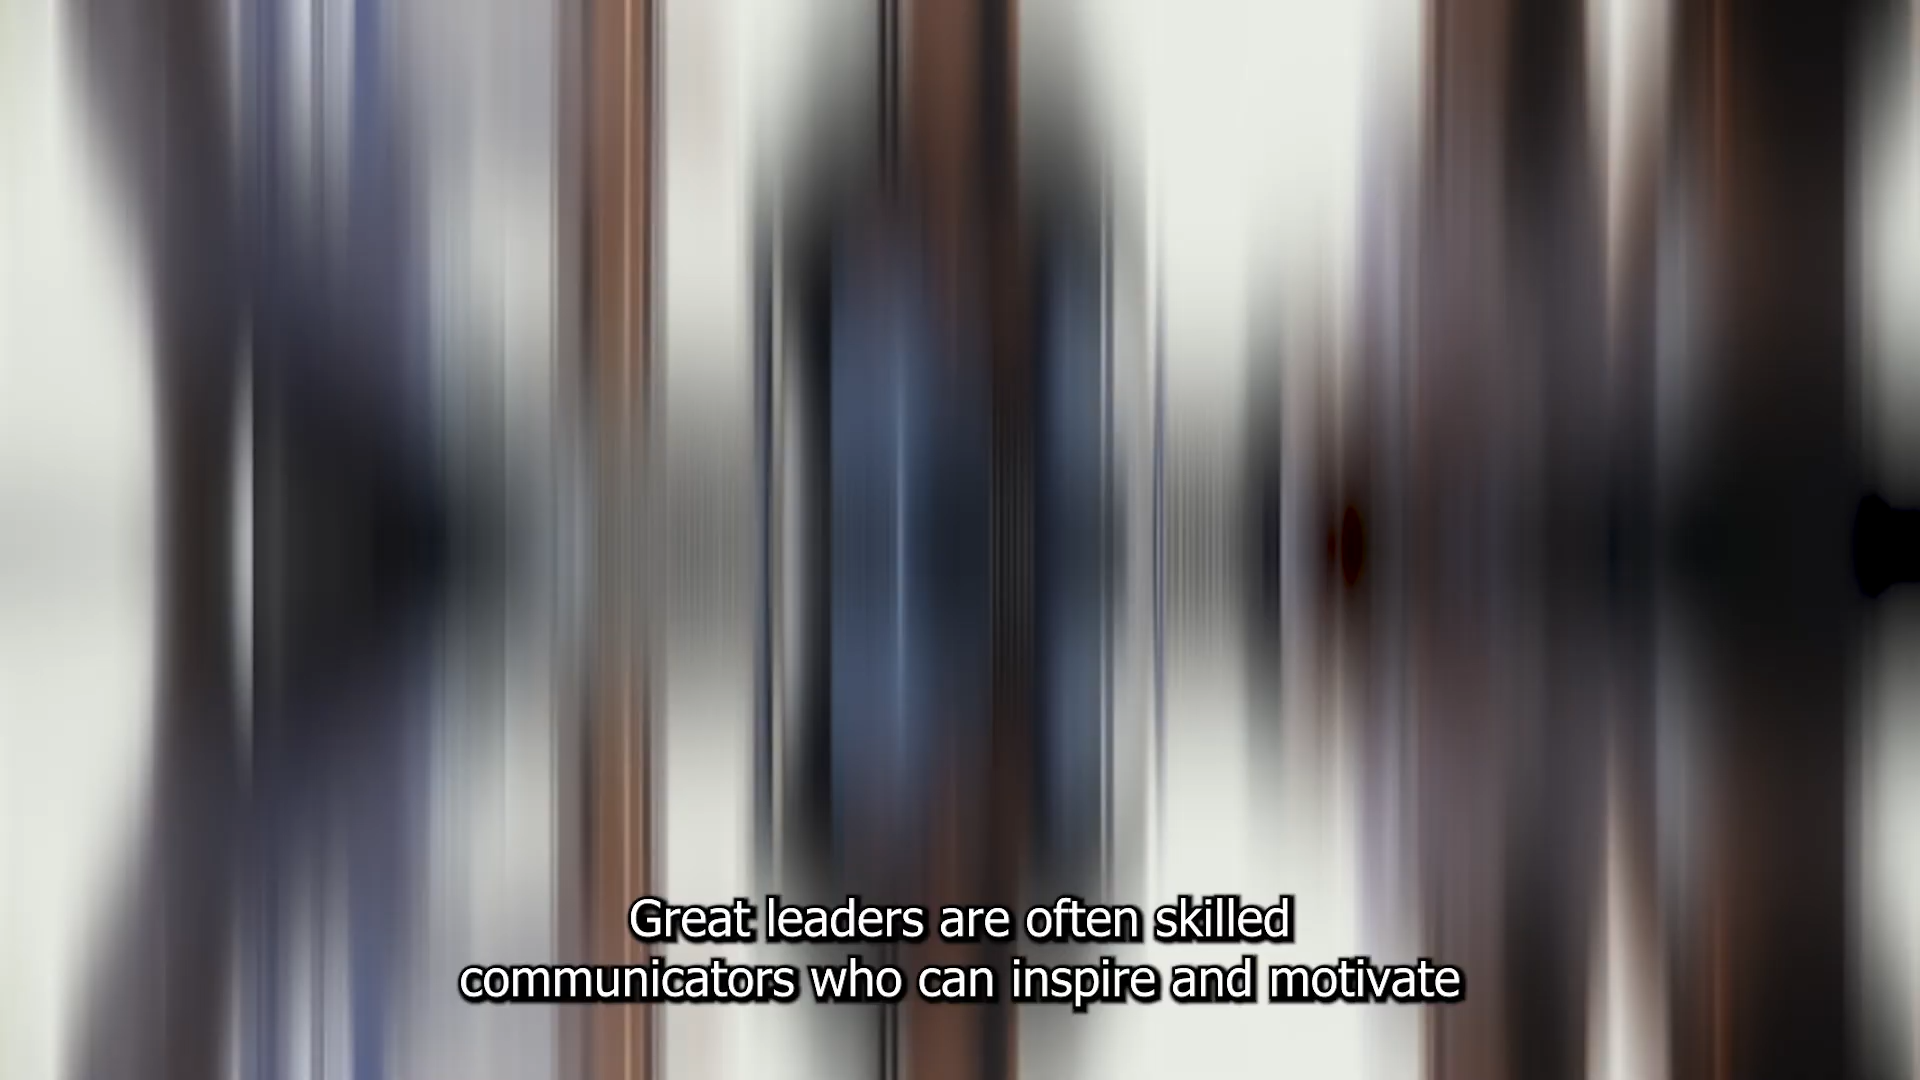 Great leaders are often skilled
communicators who can inspire and motivate